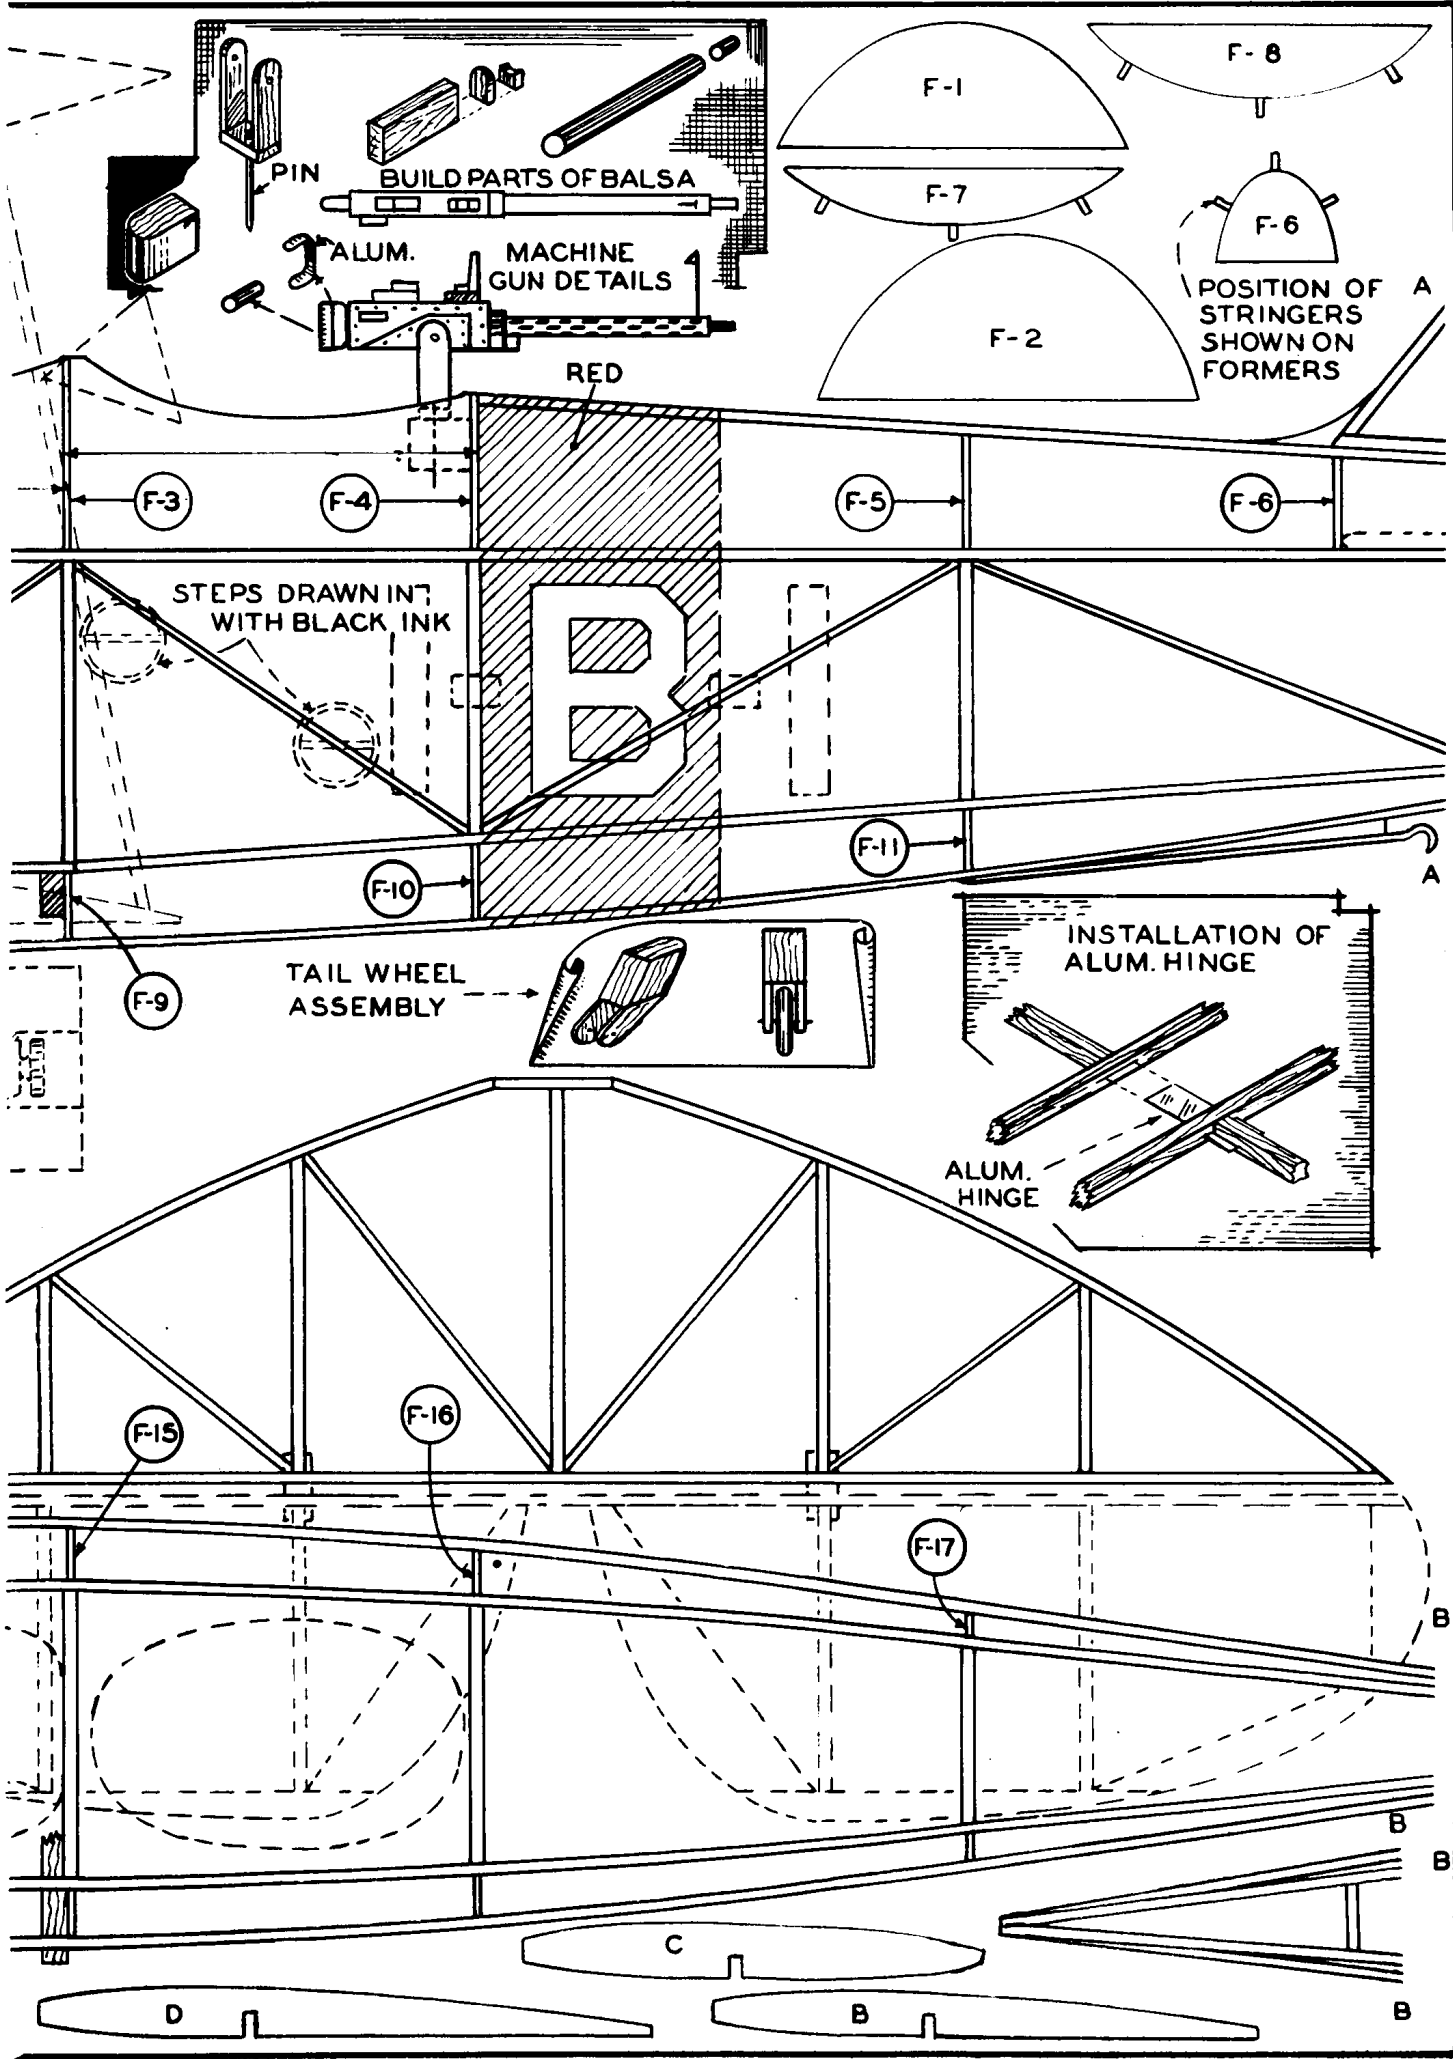 F-1
F-8
PIN
BUILD PARTS OF BALSA
F-7
F-6
ALUM.
MACHINE
GUN DETAILS
POSITION OF
STRINGERS
SHOWN ON
FORMERS
A
F-2
RED
F-3
F-4
F-5
F-6
STEPS DRAWN IN
WITH BLACK INK
B
F-10
F-11
A
F-9
TAIL WHEEL
ASSEMBLY
INSTALLATION OF
ALUM. HINGE
ALUM.
HINGE
F-15
F-16
F-17
B
B
B
C
D
B
B